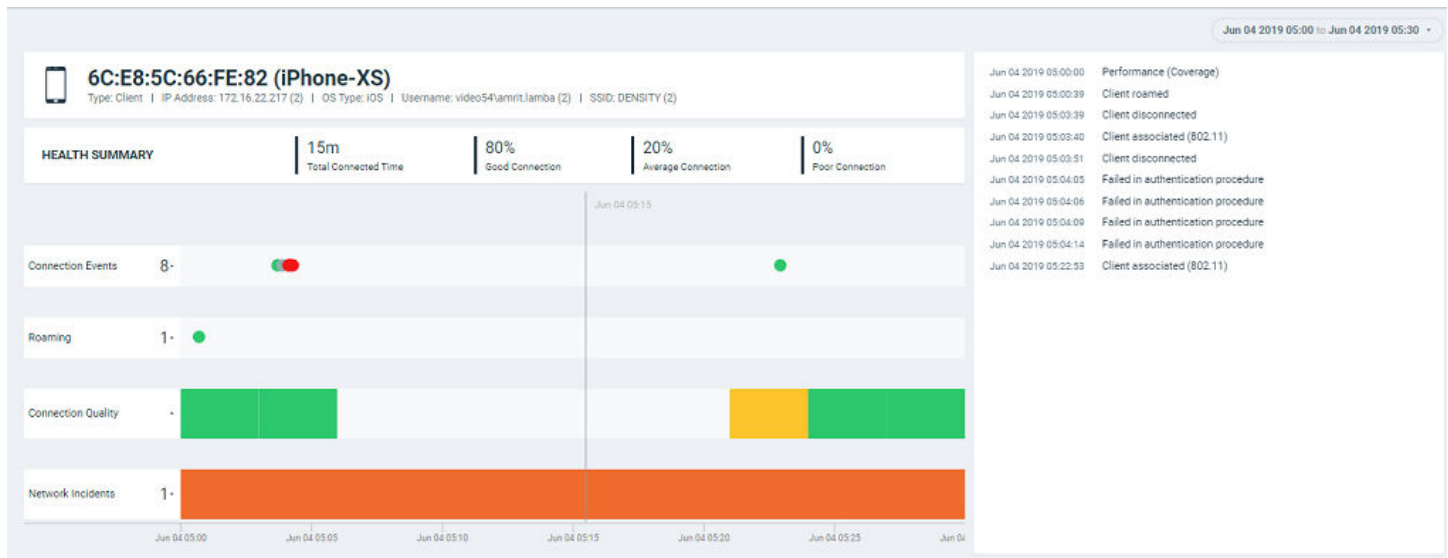 Jun 04 2019 05:00 to Jun 04 2019 05:30
6C:E8:5C:66:FE:82 (iPhone-XS)
Type: Client | IP Address: 172.16.22.217 (2) | OS Type: iOS | Username: video54\amrit.lamba (2) | SSID: DENSITY (2)
HEALTH SUMMARY
15m
Total Connected Time
80%
Good Connection
20%
Average Connection
0%
Poor Connection
Jun 04 05:15
Connection Events 8
Roaming 1
Connection Quality
Network Incidents 1
Jun 04 05:00 Jun 04 05:05 Jun 04 05:10 Jun 04 05:15 Jun 04 05:20 Jun 04 05:25 Jun 04
Jun 04 2019 05:00:00 Performance (Coverage)
Jun 04 2019 05:00:39 Client roamed
Jun 04 2019 05:03:39 Client disconnected
Jun 04 2019 05:03:40 Client associated (802.11)
Jun 04 2019 05:03:51 Client disconnected
Jun 04 2019 05:04:05 Failed in authentication procedure
Jun 04 2019 05:04:06 Failed in authentication procedure
Jun 04 2019 05:04:09 Failed in authentication procedure
Jun 04 2019 05:04:14 Failed in authentication procedure
Jun 04 2019 05:22:53 Client associated (802.11)